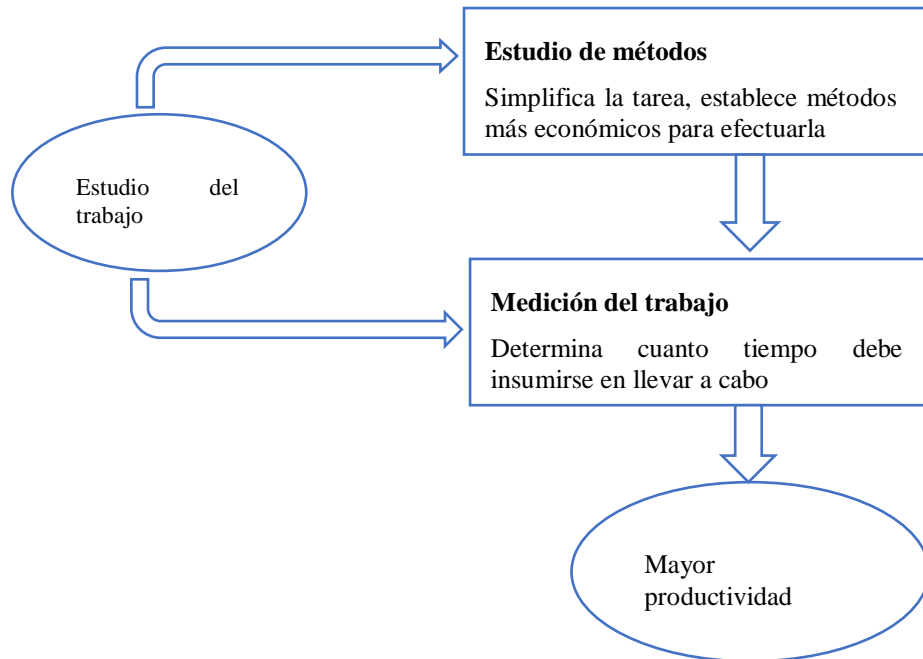 Estudio de métodos
Simplifica la tarea, establece métodos
más económicos para efectuarla
Estudio del
trabajo
Medición del trabajo
Determina cuanto tiempo debe
insumirse en llevar a cabo
Mayor
productividad